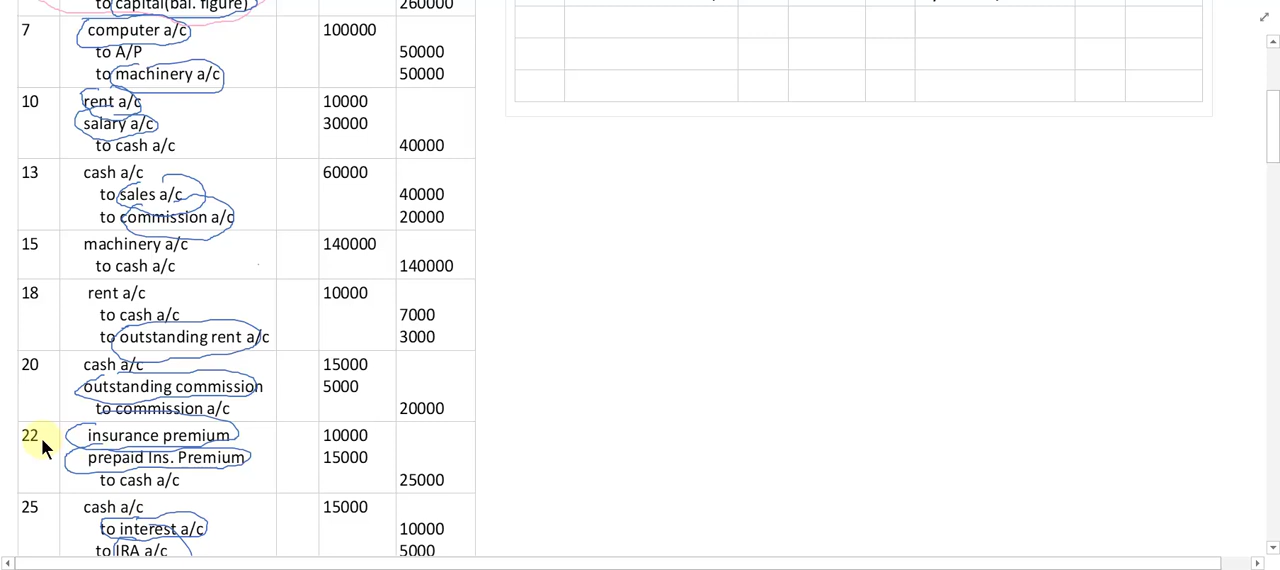 to capital(bal. figure) 260000
7 computer a/c 100000
to A/P 50000
to machinery a/c 50000
10 rent a/c 10000
salary a/c 30000
to cash a/c 40000
13 cash a/c 60000
to sales a/c 40000
to commission a/c 20000
15 machinery a/c 140000
to cash a/c 140000
18 rent a/c 10000
to cash a/c 7000
to outstanding rent a/c 3000
20 cash a/c 15000
outstanding commission 5000
to commission a/c 20000
22 insurance premium 10000
prepaid Ins. Premium 15000
to cash a/c 25000
25 cash a/c 15000
to interest a/c 10000
to IRA a/c 5000